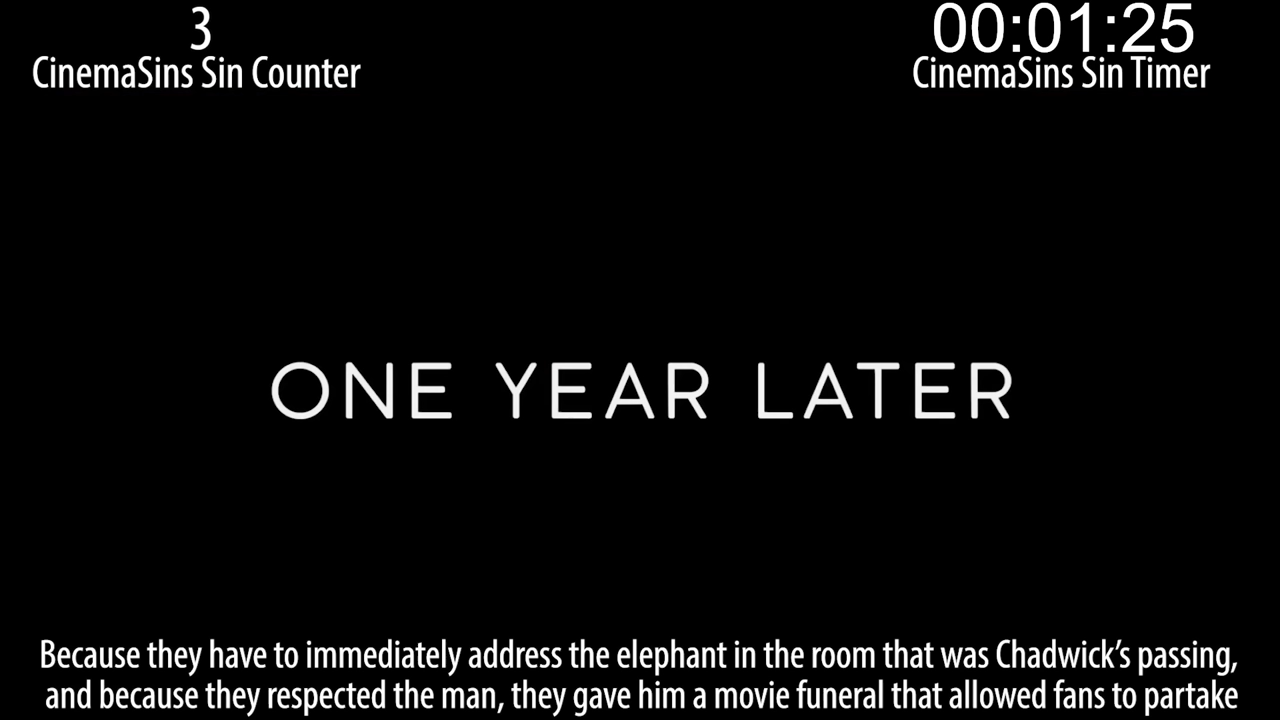 3
CinemaSins Sin Counter
00:01:25
CinemaSins Sin Timer
ONE YEAR LATER
Because they have to immediately address the elephant in the room that was Chadwick’s passing,
and because they respected the man, they gave him a movie funeral that allowed fans to partake